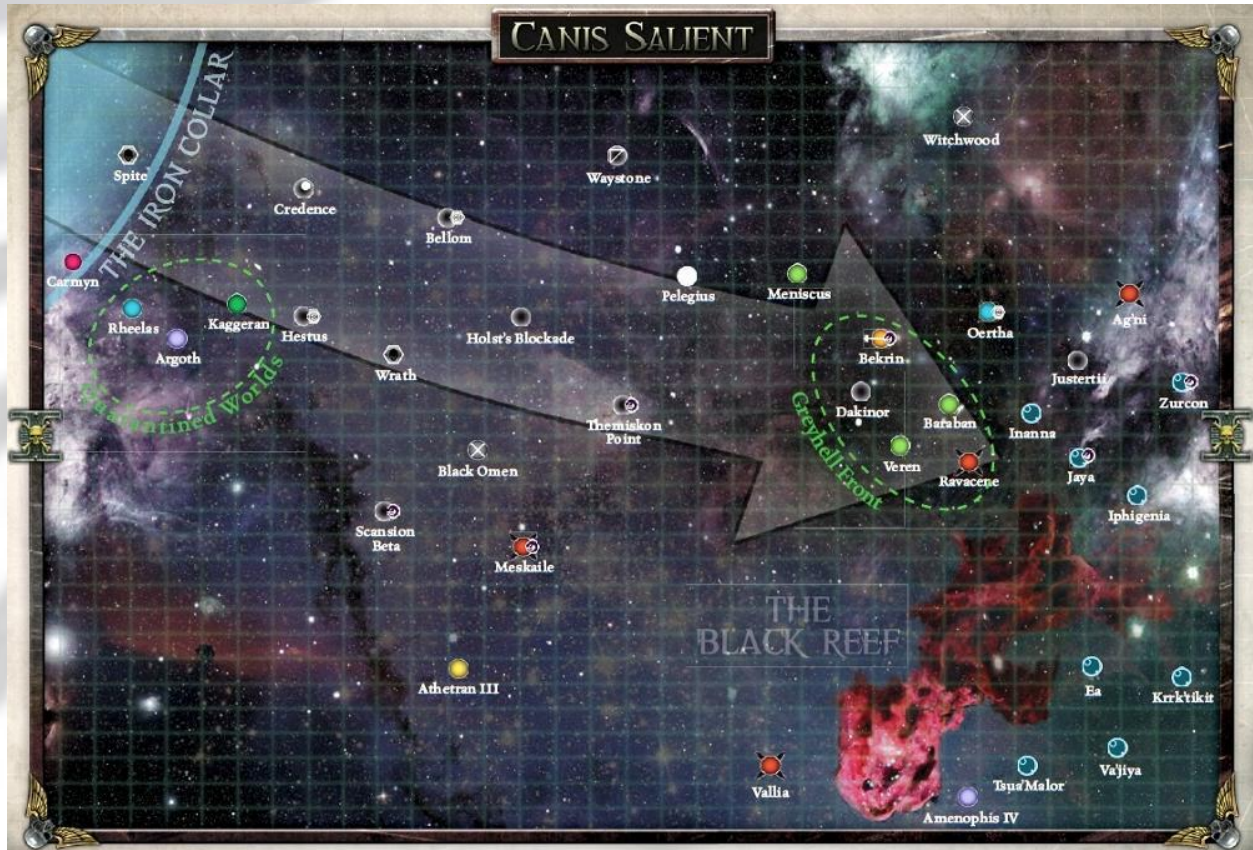 CANIS SALIENT
THE IRON COLLAR
Witchwood
Spite
Waystone
Credence
Bellom
Carmyn
Pelegius
Meniscus
Rheelas
Kaggeran
Hestus
Holst's Blockade
Oertha
Ag'ni
Argoth
Bekrin
Wrath
Justertii
Quarantined Worlds
Zurcon
Dakinor
Baraban
Greyhell Front
Themiskon
Point
Inanna
Black Omen
Veren
Ravacene
Jaya
Iphigenia
Scansion
Beta
Meskaile
THE
BLACK REEF
Athetran III
Ea
Krrk'tikit
Va'jiya
Vallia
Tsua'Malor
Amenophis IV